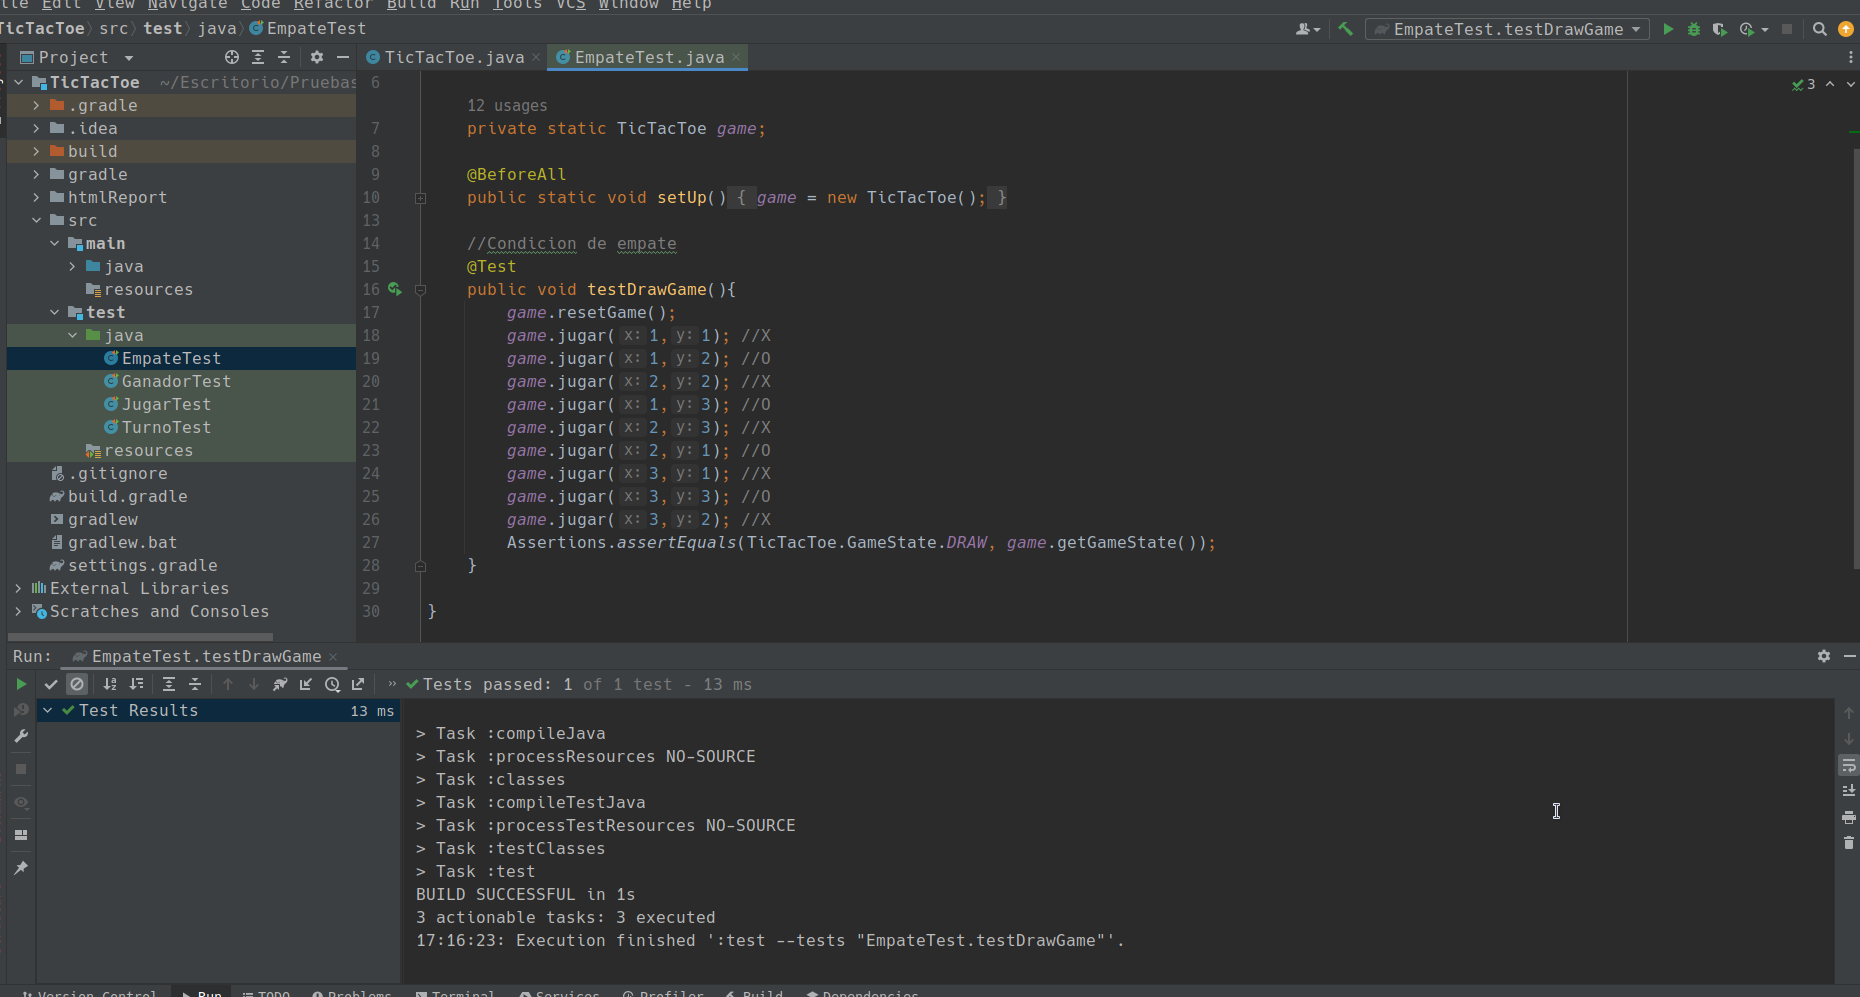 File Edit View Navigate Code Refactor Build Run Tools VCS Window Help
TicTacToe src test java EmpateTest
EmpateTest.testDrawGame
Project
TicTacToe.java
EmpateTest.java
TicTacToe ~/Escritorio/Pruebas
.gradle
.idea
build
gradle
htmlReport
src
main
java
resources
test
java
EmpateTest
GanadorTest
JugarTest
TurnoTest
resources
.gitignore
build.gradle
gradlew
gradlew.bat
settings.gradle
External Libraries
Scratches and Consoles
3
6
12 usages
7 private static TicTacToe game;
8
9 @BeforeAll
10 public static void setUp() { game = new TicTacToe(); }
13
14 //Condicion de empate
15 @Test
16 public void testDrawGame(){
17 game.resetGame();
18 game.jugar( x: 1, y: 1); //X
19 game.jugar( x: 1, y: 2); //O
20 game.jugar( x: 2, y: 2); //X
21 game.jugar( x: 1, y: 3); //O
22 game.jugar( x: 2, y: 3); //X
23 game.jugar( x: 2, y: 1); //O
24 game.jugar( x: 3, y: 1); //X
25 game.jugar( x: 3, y: 3); //O
26 game.jugar( x: 3, y: 2); //X
27 Assertions.assertEquals(TicTacToe.GameState.DRAW, game.getGameState());
28 }
29
30 }
Run: EmpateTest.testDrawGame
Tests passed: 1 of 1 test - 13 ms
Test Results 13 ms
> Task :compileJava
> Task :processResources NO-SOURCE
> Task :classes
> Task :compileTestJava
> Task :processTestResources NO-SOURCE
> Task :testClasses
> Task :test
BUILD SUCCESSFUL in 1s
3 actionable tasks: 3 executed
17:16:23: Execution finished ':test --tests "EmpateTest.testDrawGame"'.
Version Control Run TODO Problems Terminal Services Profiler Build Dependencies